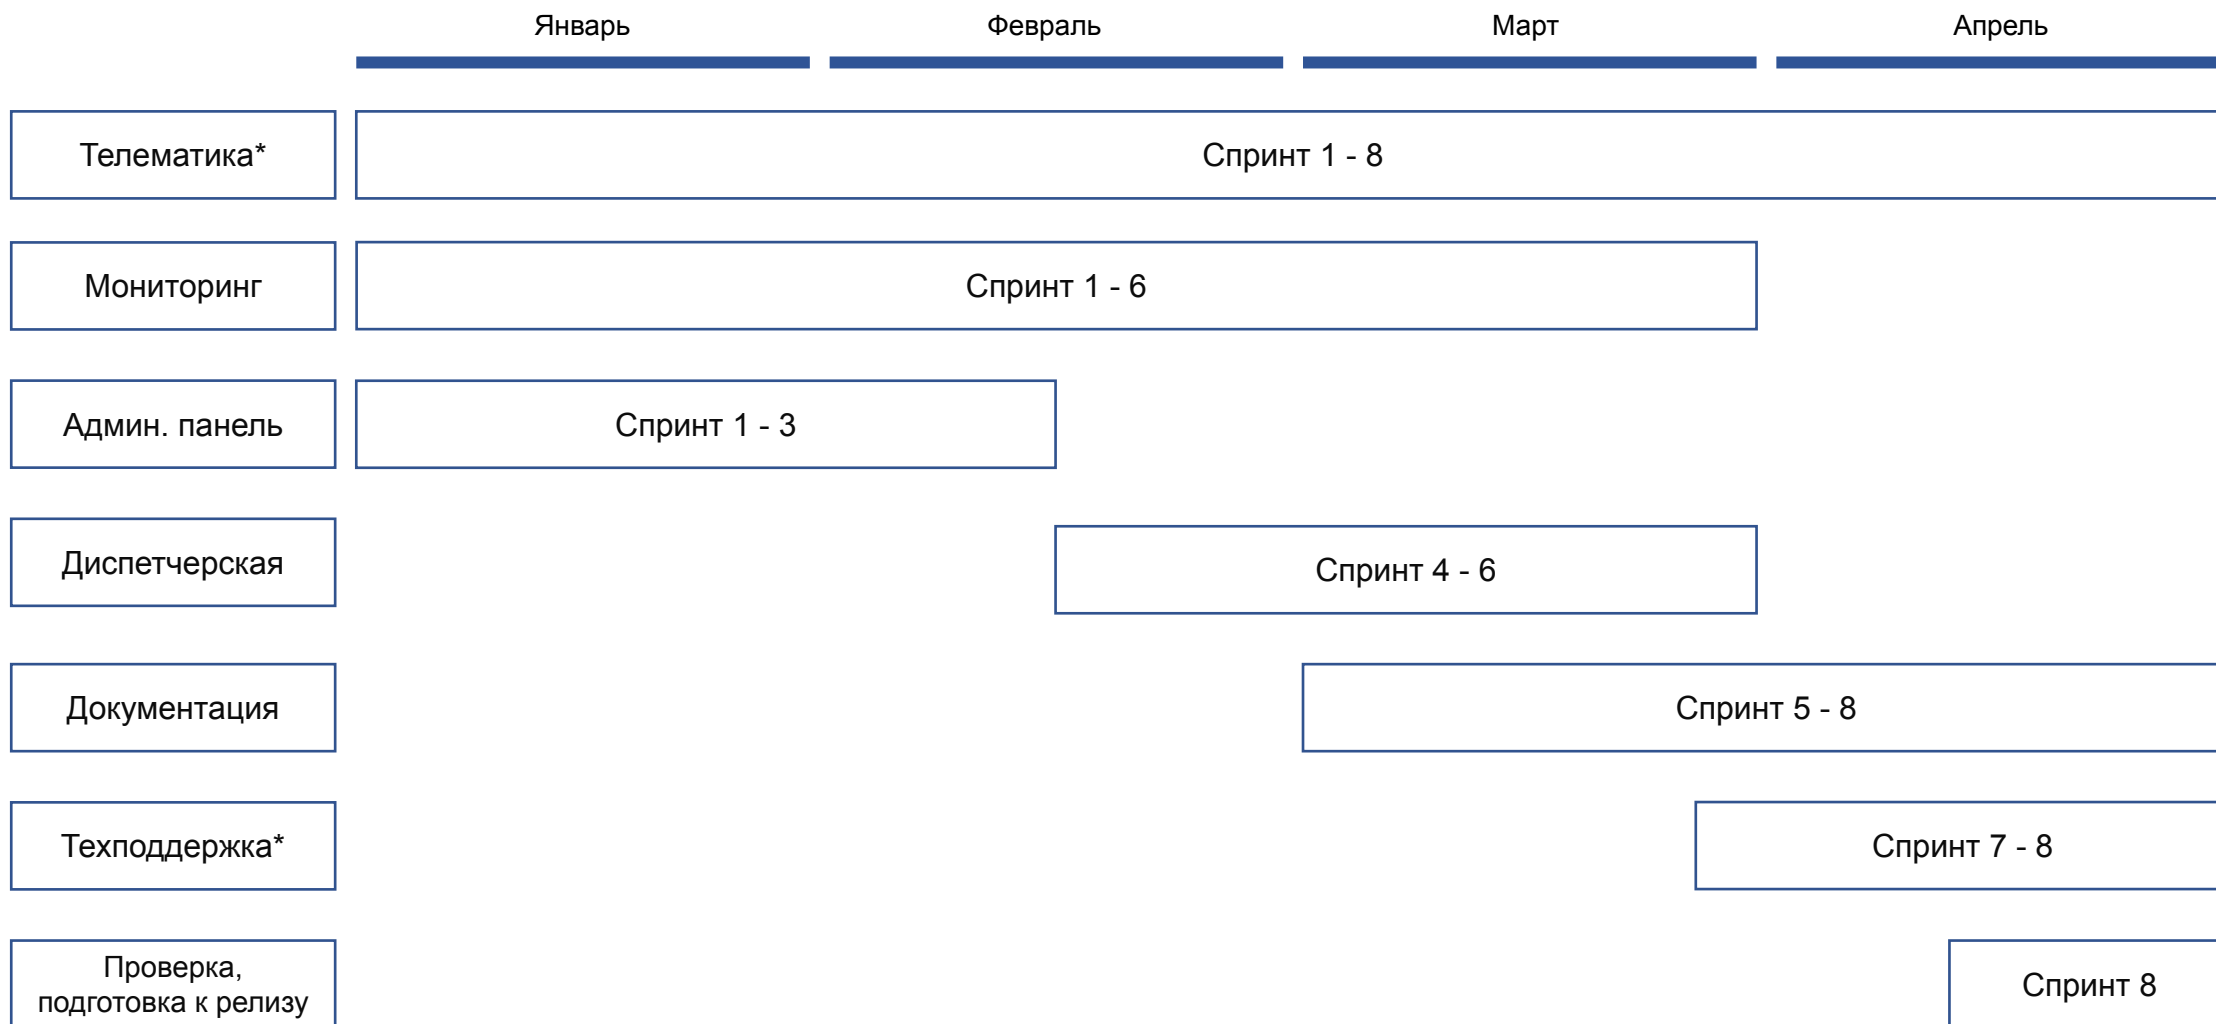 Январь
Февраль
Март
Апрель
Телематика*
Спринт 1 - 8
Мониторинг
Спринт 1 - 6
Админ. панель
Спринт 1 - 3
Диспетчерская
Спринт 4 - 6
Документация
Спринт 5 - 8
Техподдержка*
Спринт 7 - 8
Проверка,
подготовка к релизу
Спринт 8